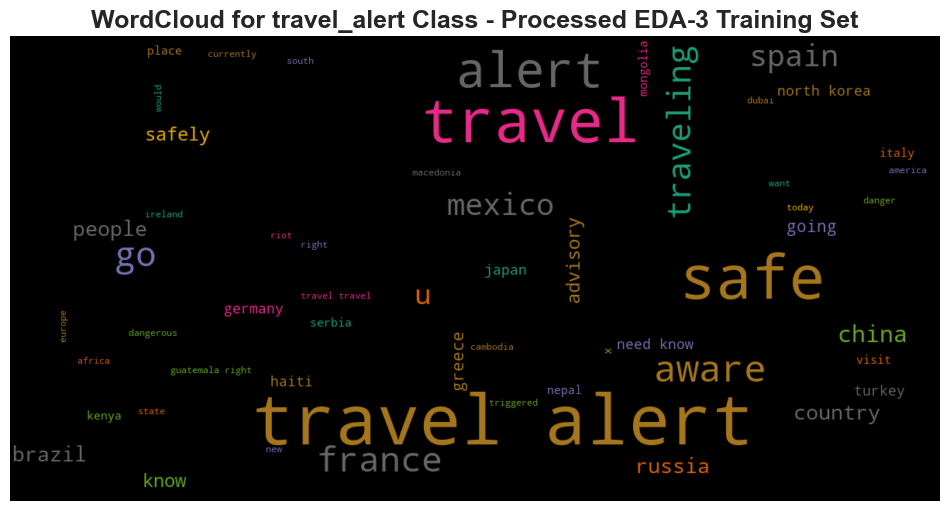 WordCloud for travel_alert Class - Processed EDA-3 Training Set
place
currently
south
alert
mongolia
traveling
spain
would
dubai
north korea
safely
travel
italy
macedonia
america
want
people
ireland
mexico
today
danger
riot
right
advisory
going
go
japan
safe
travel travel
u
germany
serbia
europe
dangerous
greece
cambodia
x
need know
china
africa
guatemala right
haiti
aware
visit
nepal
turkey
kenya
state
travel alert
triggered
country
brazil
new
france
russia
know